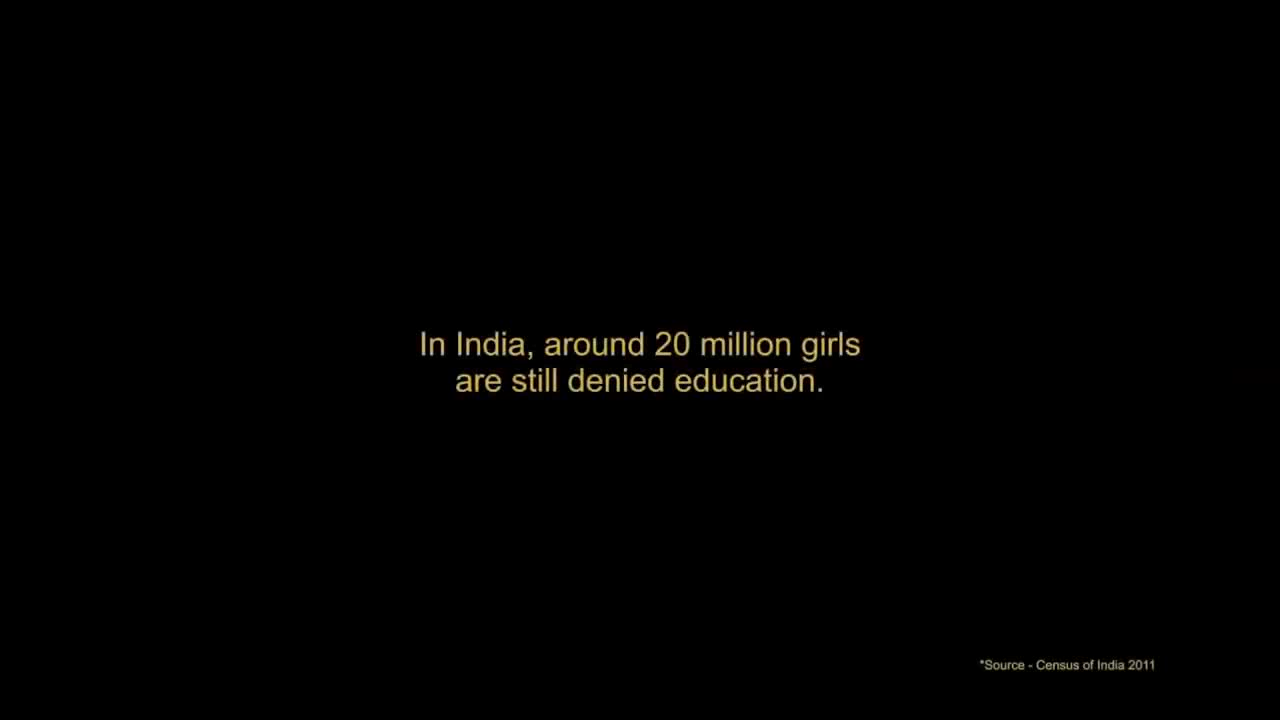 In India, around 20 million girls
are still denied education.
*Source - Census of India 2011